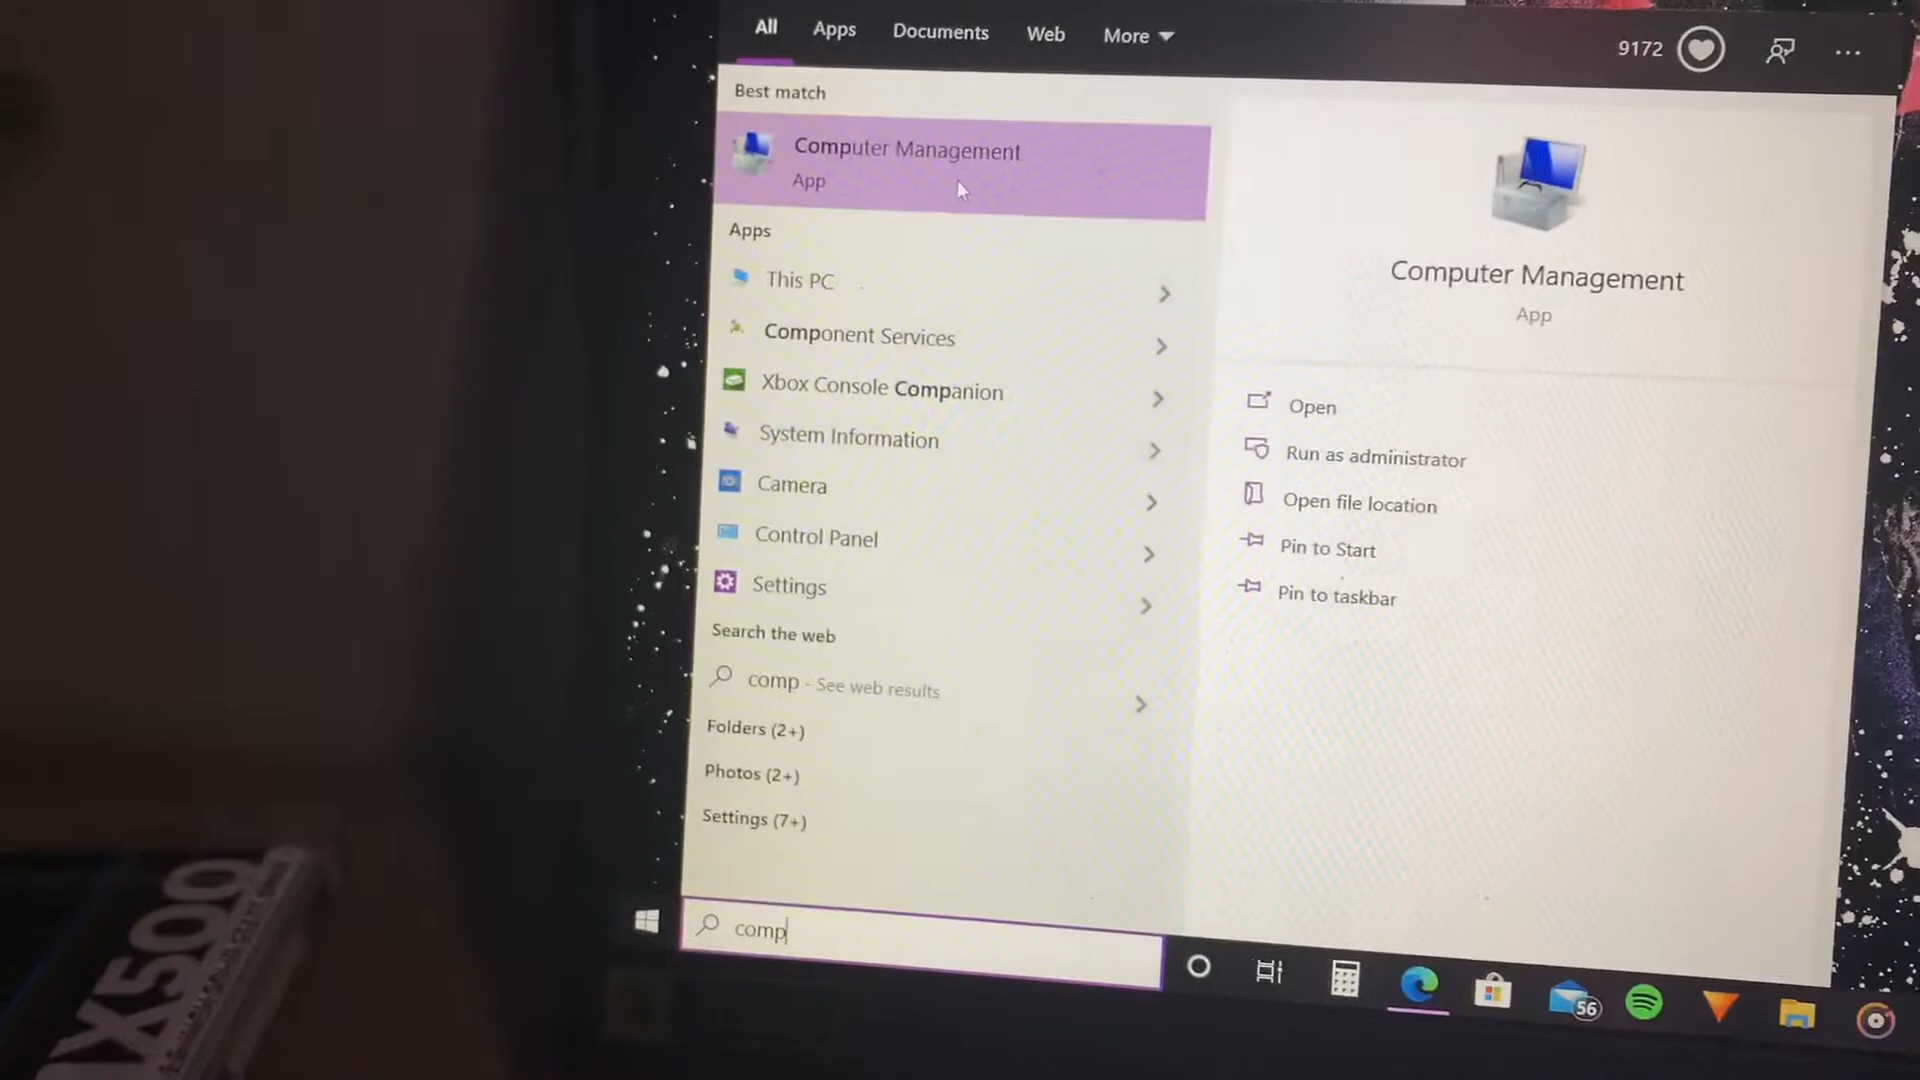 All Apps Documents Web More
9172
Best match
Computer Management
App
Apps
This PC
Component Services
Xbox Console Companion
System Information
Camera
Control Panel
Settings
Search the web
comp - See web results
Folders (2+)
Photos (2+)
Settings (7+)
comp
Computer Management
App
Open
Run as administrator
Open file location
Pin to Start
Pin to taskbar
56
X500